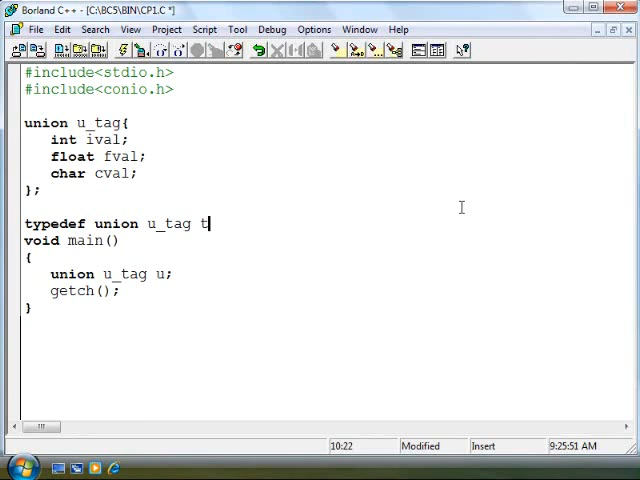 Borland C++ - [C:\BC5\BIN\CP1.C *]
File Edit Search View Project Script Tool Debug Options Window Help
#include<stdio.h>
#include<conio.h>
union u_tag{
int ival;
float fval;
char cval;
};
typedef union u_tag t
void main()
{
union u_tag u;
getch();
}
10:22 Modified Insert 9:25:51 AM